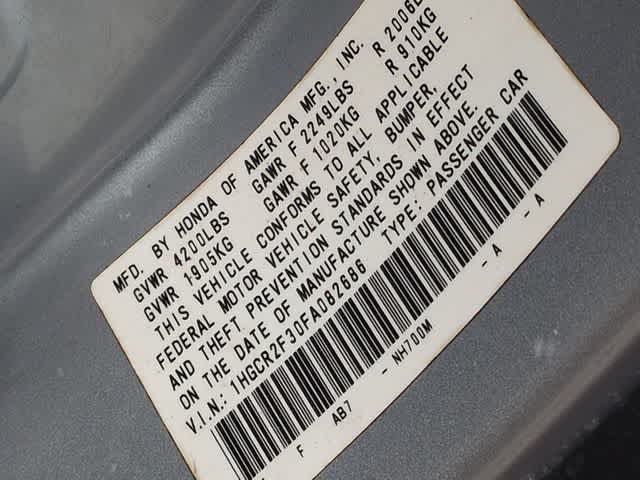 MFD. BY HONDA OF AMERICA MFG., INC.
GVWR 4200LBS GAWR F 2249LBS R 2006L
GVWR 1905KG GAWR F 1020KG R 910KG
THIS VEHICLE CONFORMS TO ALL APPLICABLE
FEDERAL MOTOR VEHICLE SAFETY, BUMPER,
AND THEFT PREVENTION STANDARDS IN EFFECT
ON THE DATE OF MANUFACTURE SHOWN ABOVE.
V.I.N.: 1HGCR2F30FA082686 TYPE: PASSENGER CAR
F AB7 - NH700M - A - A